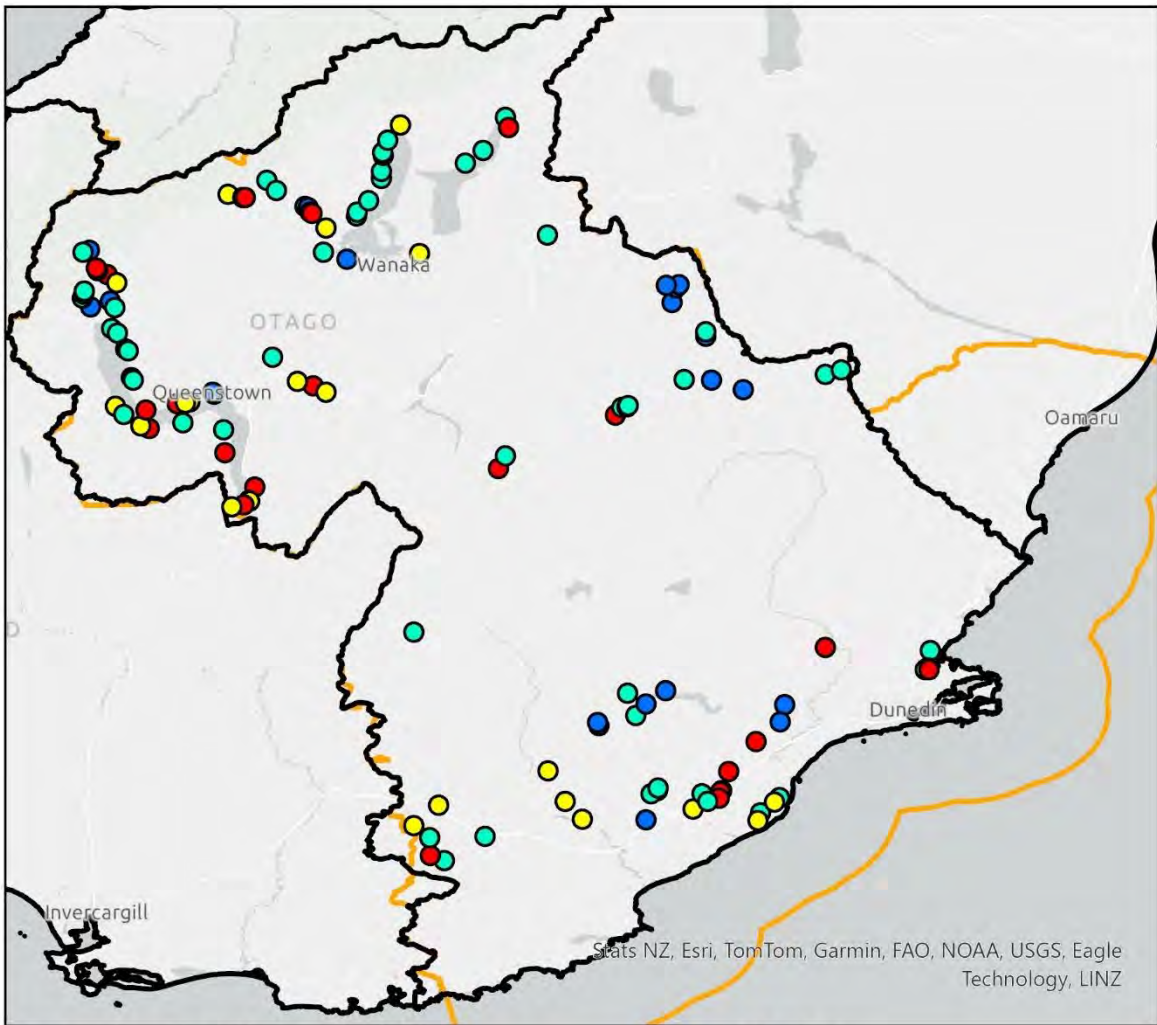 Wanaka
OTAGO
Queenstown
Oamaru
Dunedin
Invercargill
Stats NZ, Esri, TomTom, Garmin, FAO, NOAA, USGS, Eagle
Technology, LINZ